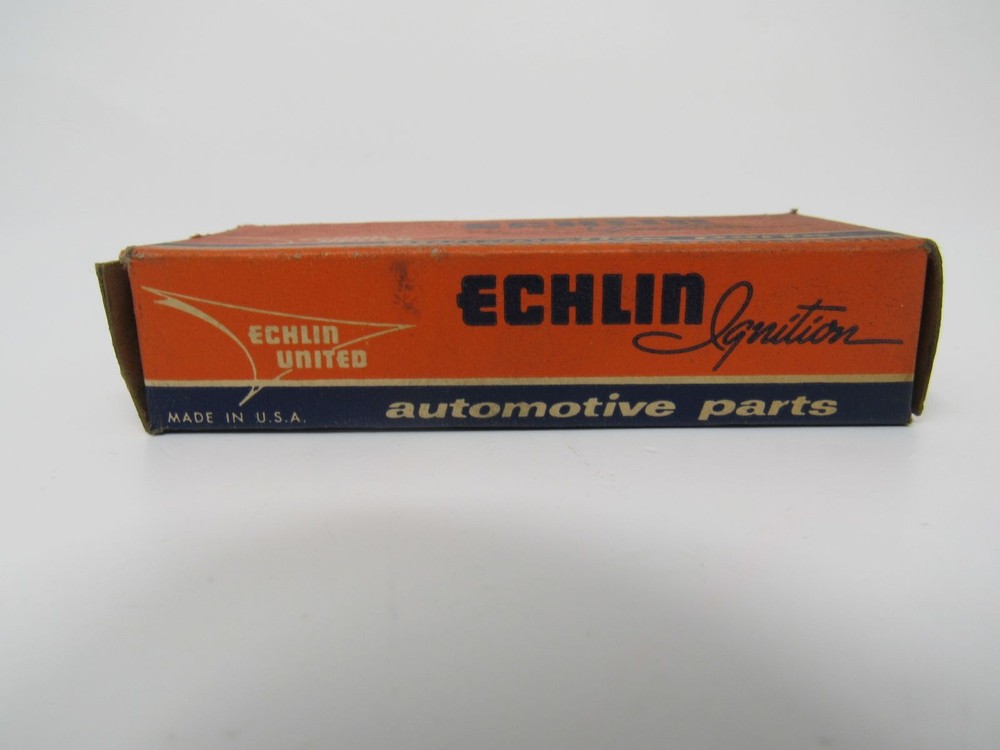 ECHLIN Ignition
ECHLIN
UNITED
MADE IN U.S.A.
automotive parts